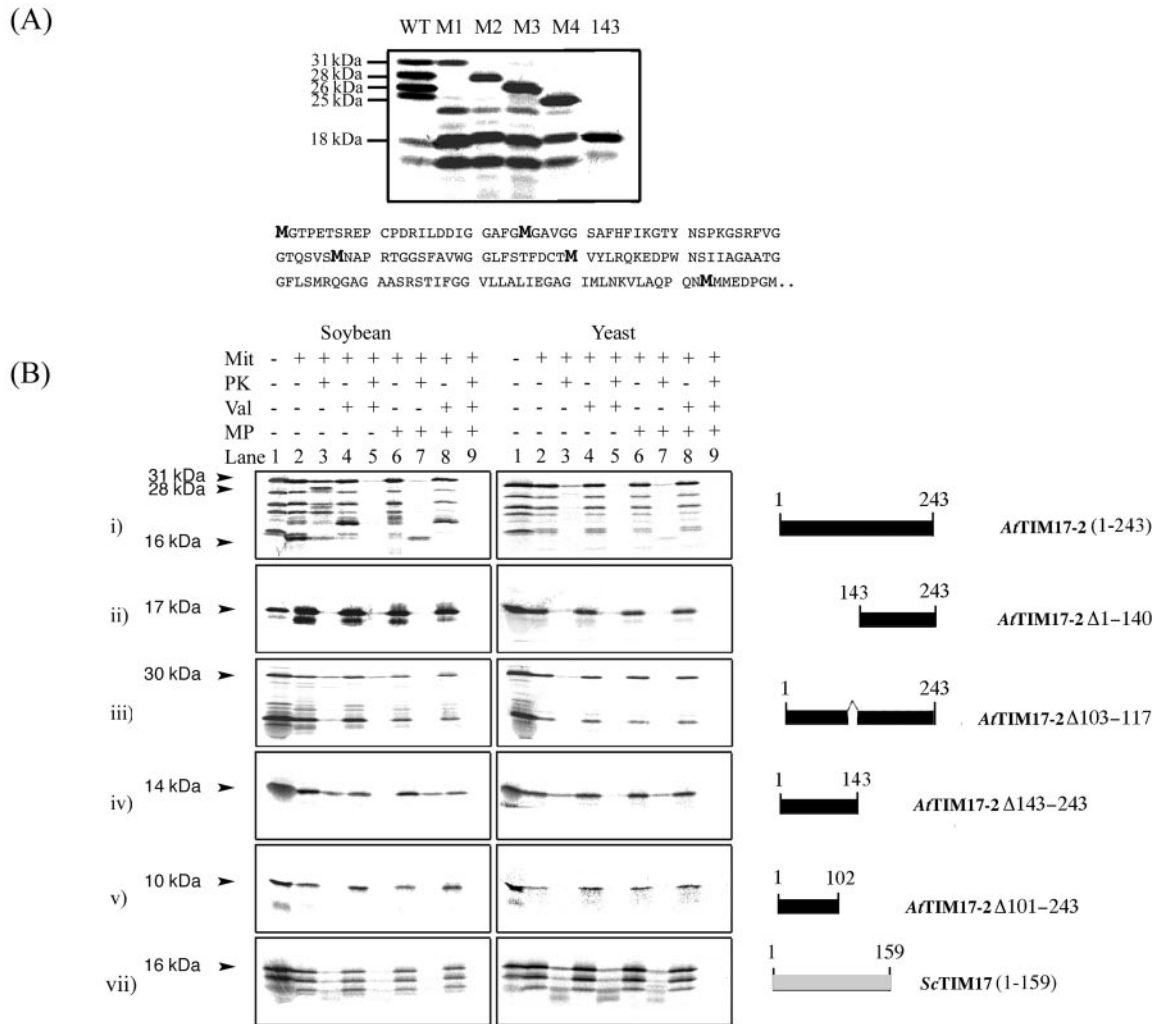 (A)
WT M1 M2 M3 M4 143
31 kDa
28 kDa
26 kDa
25 kDa
18 kDa
MGTPETSREP CPDRILDDIG GAFGMGAVGG SAFHFIKGTY NSPKGSRFVG
GTQSVSMNAP RTGGSFAVWG GLFSTFDCTM VYLRQKEDPW NSIIAGAATG
GFLSMRQGAG AASRSTIFGG VLLALIEGAG IMLNKVLAQP QNMMMEDPGM..
(B)
Soybean Yeast
Mit - + + + + + + + + - + + + + + + + +
PK - - + - + - + - + - - + - + - + - +
Val - - - + + - - + + - - - + + - - + +
MP - - - - - + + + + - - - - - + + + +
Lane 1 2 3 4 5 6 7 8 9 1 2 3 4 5 6 7 8 9
31 kDa
28 kDa
16 kDa
i)
1 243
AtTIM17-2 (1-243)
ii)
17 kDa
143 243
AtTIM17-2 Δ1-140
30 kDa
iii)
1 243
AtTIM17-2 Δ103-117
14 kDa
iv)
1 143
AtTIM17-2 Δ143-243
10 kDa
v)
1 102
AtTIM17-2 Δ101-243
16 kDa
vii)
1 159
ScTIM17 (1-159)